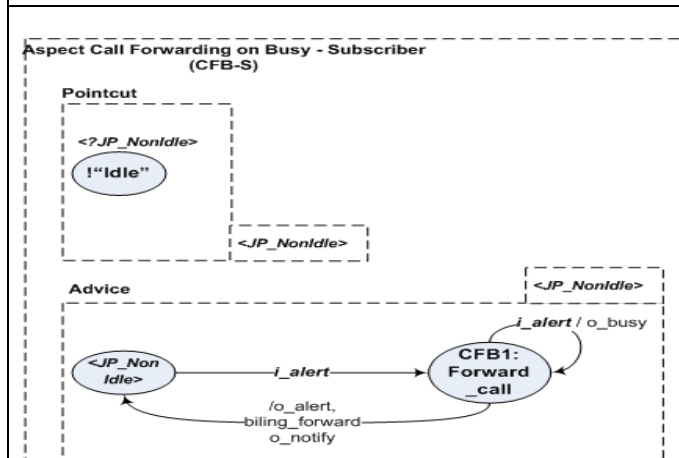 Aspect Call Forwarding on Busy - Subscriber
(CFB-S)
Pointcut
<?JP_NonIdle>
!“Idle”
<JP_NonIdle>
<JP_NonIdle>
Advice
i_alert / o_busy
<JP_Non
Idle>
i_alert
CFB1:
Forward
_call
/o_alert,
biling_forward
o_notify